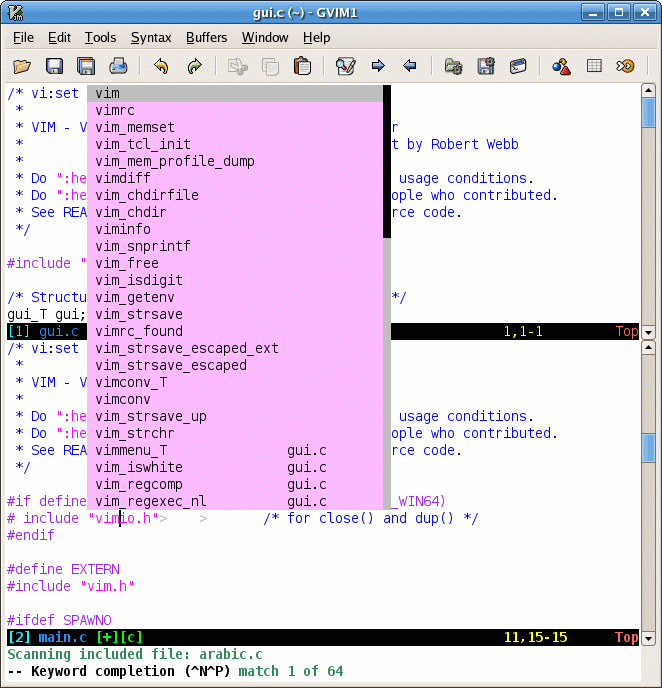 gui.c (~) - GVIM1
File Edit Tools Syntax Buffers Window Help
/* vi:set
 *
 * VIM - V r
 * t by Robert Webb
 *
 * Do ":he usage conditions.
 * Do ":he ople who contributed.
 * See REA rce code.
 */
#include "
/* Structu */
gui_T gui;
vim
vimrc
vim_memset
vim_tcl_init
vim_mem_profile_dump
vimdiff
vim_chdirfile
vim_chdir
viminfo
vim_snprintf
vim_free
vim_isdigit
vim_getenv
vim_strsave
vimrc_found
vim_strsave_escaped_ext
vim_strsave_escaped
vimconv_T
vimconv
vim_strsave_up
vim_strchr
vimmenu_T gui.c
vim_iswhite gui.c
vim_regcomp gui.c
vim_regexec_nl gui.c
[1] gui.c 1,1-1 Top
/* vi:set
 *
 * VIM - V
 *
 * Do ":he usage conditions.
 * Do ":he ople who contributed.
 * See REA rce code.
 */
#if define _WIN64)
# include "vimio.h"> > /* for close() and dup() */
#endif
#define EXTERN
#include "vim.h"
#ifdef SPAWNO
[2] main.c [+][c] 11,15-15 Top
Scanning included file: arabic.c
-- Keyword completion (^N^P) match 1 of 64